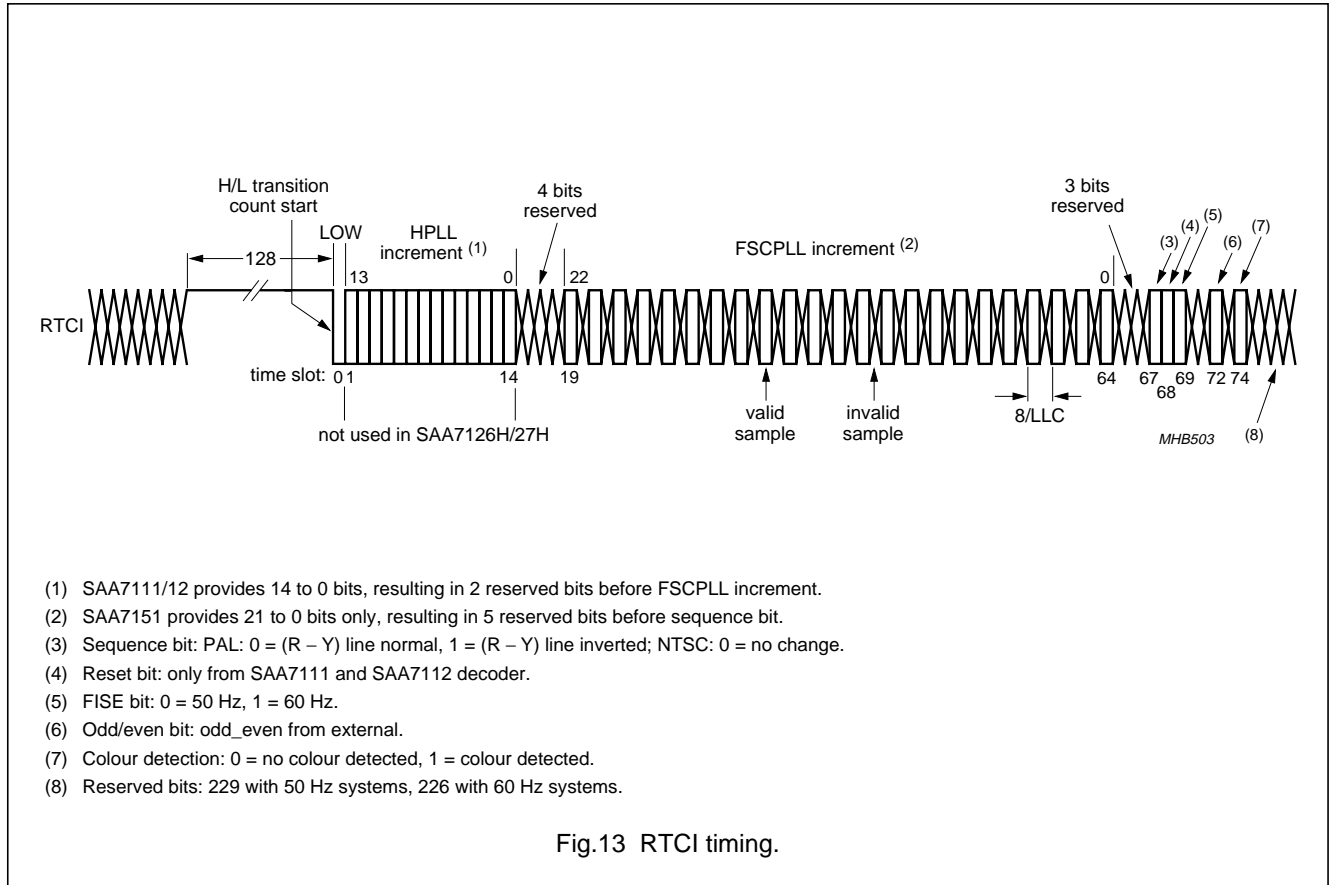 H/L transition
count start
4 bits
reserved
3 bits
reserved
(3) (4) (5) (6) (7)
LOW
HPLL
increment (1)
FSCPLL increment (2)
128
13
0
22
0
RTCI
time slot:
0 1
14
19
64
67
68
69
72
74
not used in SAA7126H/27H
valid
sample
invalid
sample
8/LLC
MHB503
(8)
(1) SAA7111/12 provides 14 to 0 bits, resulting in 2 reserved bits before FSCPLL increment.
(2) SAA7151 provides 21 to 0 bits only, resulting in 5 reserved bits before sequence bit.
(3) Sequence bit: PAL: 0 = (R − Y) line normal, 1 = (R − Y) line inverted; NTSC: 0 = no change.
(4) Reset bit: only from SAA7111 and SAA7112 decoder.
(5) FISE bit: 0 = 50 Hz, 1 = 60 Hz.
(6) Odd/even bit: odd_even from external.
(7) Colour detection: 0 = no colour detected, 1 = colour detected.
(8) Reserved bits: 229 with 50 Hz systems, 226 with 60 Hz systems.
Fig.13 RTCI timing.